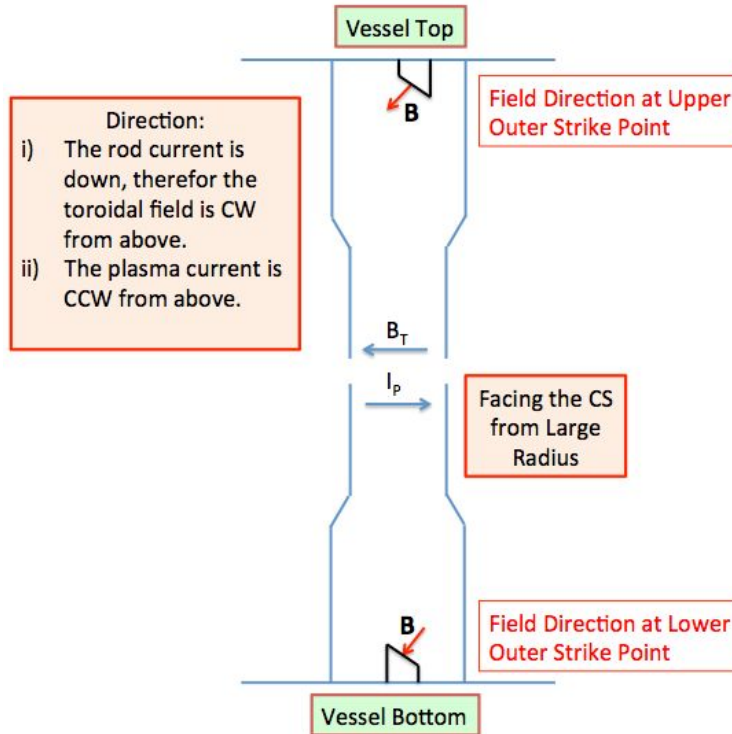 Vessel Top
B
Field Direction at Upper
Outer Strike Point
Direction:
i) The rod current is
down, therefor the
toroidal field is CW
from above.
ii) The plasma current is
CCW from above.
BT
IP
Facing the CS
from Large
Radius
B
Field Direction at Lower
Outer Strike Point
Vessel Bottom